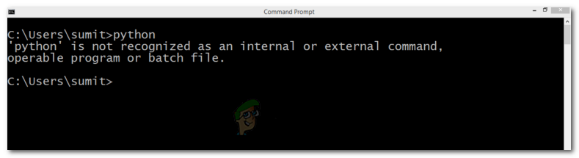 Command Prompt
C:\Users\sumit>python
'python' is not recognized as an internal or external command,
operable program or batch file.
C:\Users\sumit>